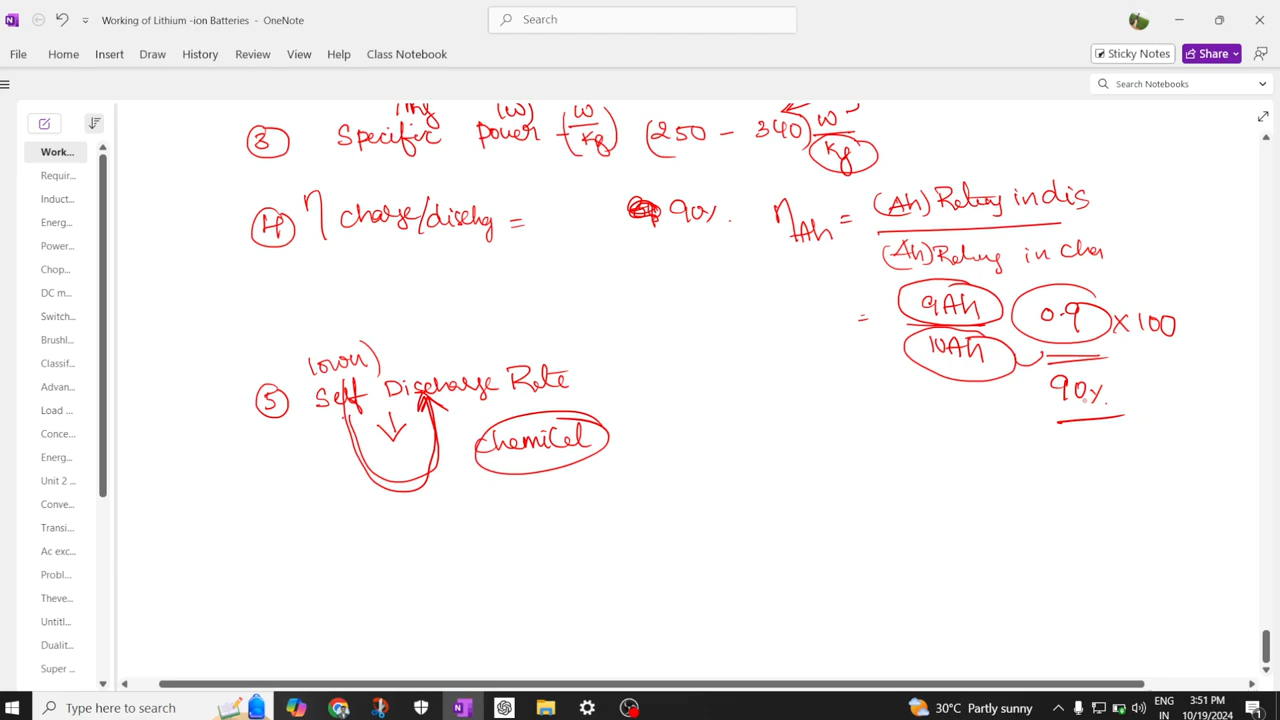 Working of Lithium -ion Batteries - OneNote
Search
File Home Insert Draw History Review View Help Class Notebook
Sticky Notes
Share
Search Notebooks
Work...
Requir...
Induct...
Energ...
Power...
Chop...
DC m...
Switch...
Brushl...
Classif...
Advan...
Load ...
Conce...
Energ...
Unit 2 ...
Conve...
Transi...
Ac exc...
Probl...
Theve...
Untitl...
Dualit...
Super ...
(W) W
③ Specific Power - (W/Kg) (250 - 340) W/Kg
④ η charge/dischg = 90%. ηAh = (Ah) Rating in dis
(Ah) Rating in Cha
= 9Ah 0.9 × 100
10Ah
90%.
lower)
⑤ Self Discharge Rate
chemical
Type here to search
30°C Partly sunny
ENG
IN
3:51 PM
10/19/2024